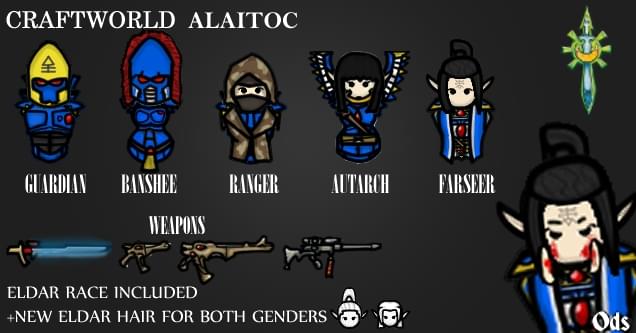 CRAFTWORLD ALAITOC
GUARDIAN BANSHEE RANGER AUTARCH FARSEER
WEAPONS
ELDAR RACE INCLUDED
+NEW ELDAR HAIR FOR BOTH GENDERS
Ods